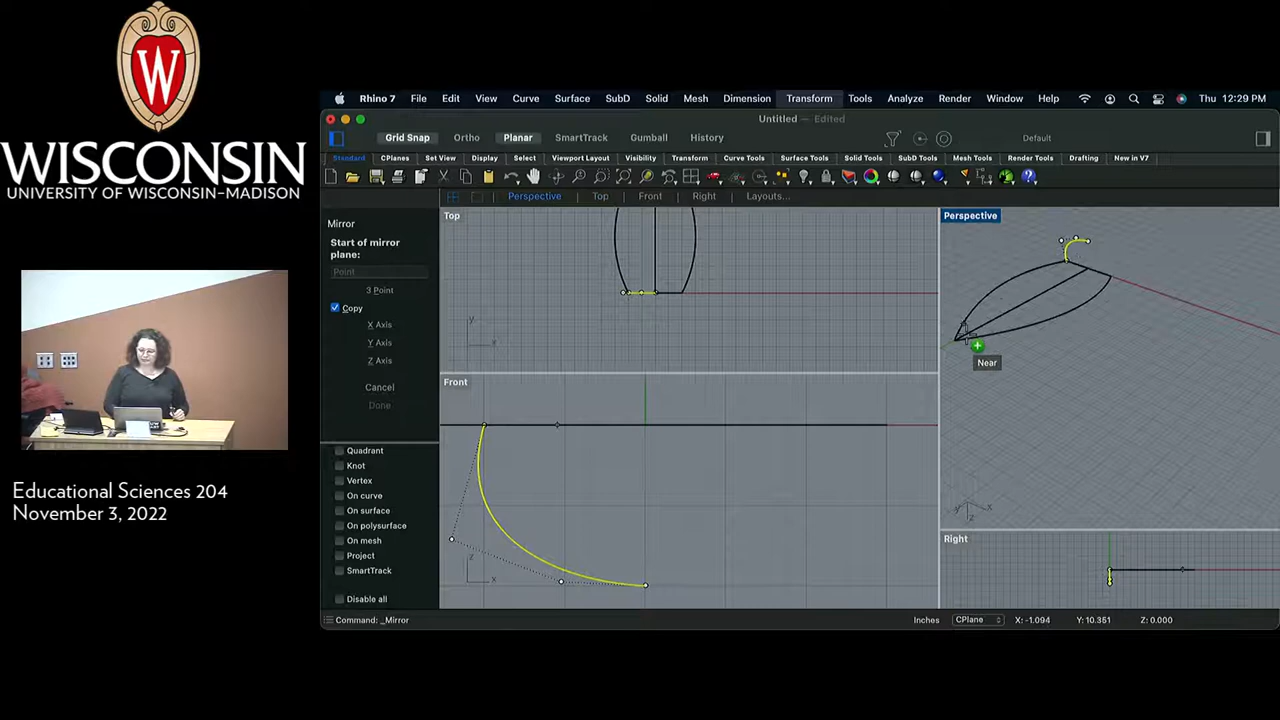 W
WISCONSIN
UNIVERSITY OF WISCONSIN-MADISON
Educational Sciences 204
November 3, 2022
Rhino 7 File Edit View Curve Surface SubD Solid Mesh Dimension Transform Tools Analyze Render Window Help Thu 12:29 PM
Untitled — Edited
Grid Snap Ortho Planar SmartTrack Gumball History Default
Standard CPlanes Set View Display Select Viewport Layout Visibility Transform Curve Tools Surface Tools Solid Tools SubD Tools Mesh Tools Render Tools Drafting New in V7
Perspective Top Front Right Layouts...
Mirror
Start of mirror
plane:
Point
3 Point
Copy
X Axis
Y Axis
Z Axis
Cancel
Done
Quadrant
Knot
Vertex
On curve
On surface
On polysurface
On mesh
Project
SmartTrack
Disable all
Top
y
x
Perspective
Near
y
x
z
Front
z
x
Right
Command: _Mirror
Inches CPlane X: -1.094 Y: 10.351 Z: 0.000